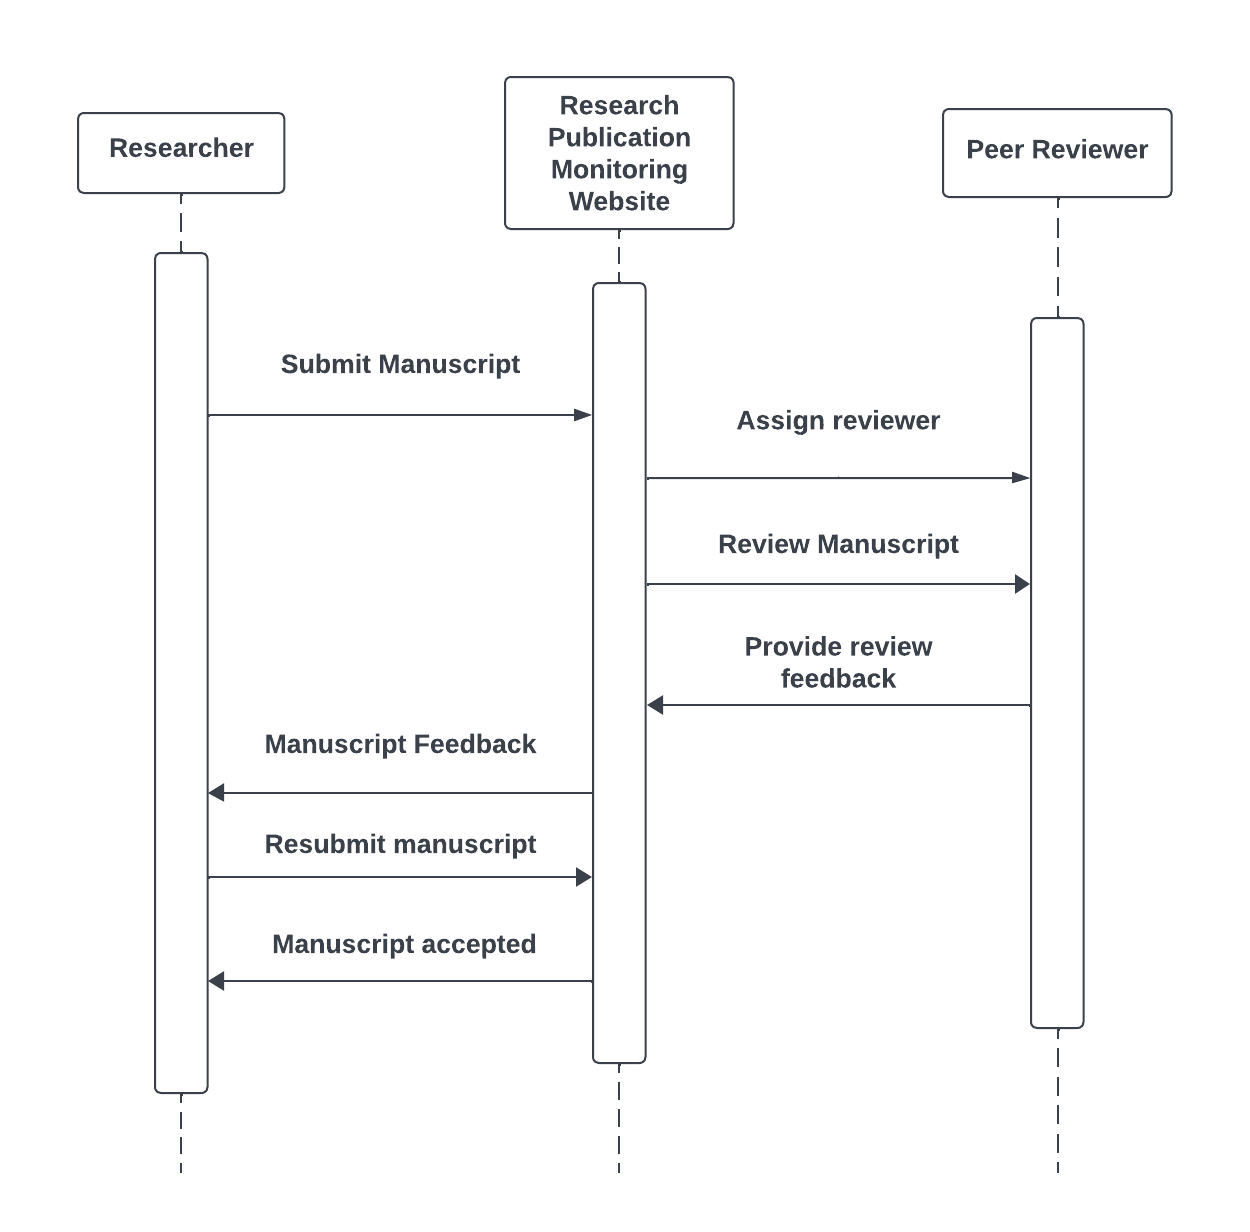 Researcher
Research
Publication
Monitoring
Website
Peer Reviewer
Submit Manuscript
Assign reviewer
Review Manuscript
Provide review
feedback
Manuscript Feedback
Resubmit manuscript
Manuscript accepted